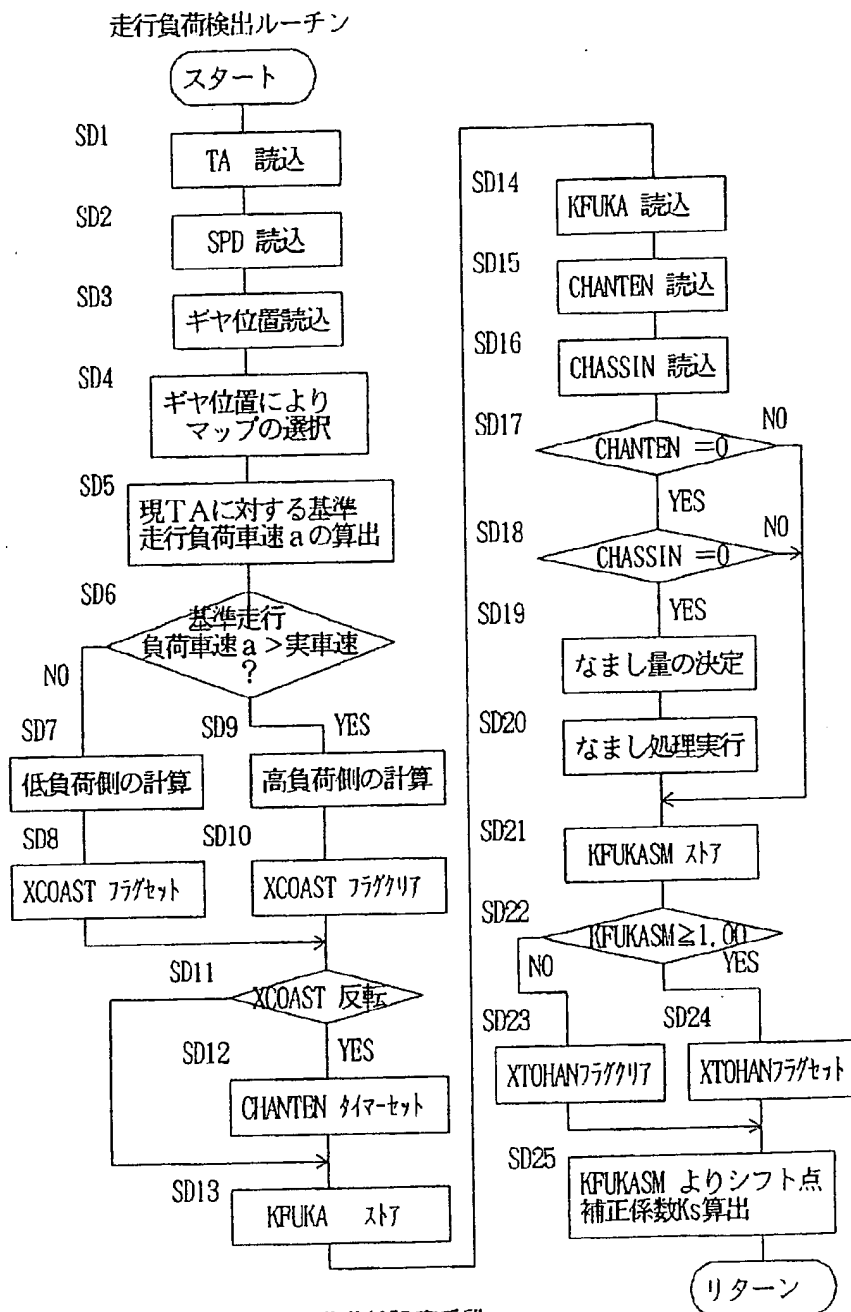 走行負荷検出ルーチン
スタート
SD1
TA 読込
SD2
SPD 読込
SD3
ギヤ位置読込
SD4
ギヤ位置により
マップの選択
SD5
現TAに対する基準
走行負荷車速aの算出
SD6
基準走行
負荷車速a>実車速
?
NO
YES
SD7
低負荷側の計算
SD9
高負荷側の計算
SD8
XCOAST フラグセット
SD10
XCOAST フラグクリア
SD11
XCOAST 反転
SD12
YES
CHANTEN タイマーセット
SD13
KFUKA ストア
SD14
KFUKA 読込
SD15
CHANTEN 読込
SD16
CHASSIN 読込
SD17
CHANTEN =0
NO
YES
SD18
CHASSIN =0
NO
YES
SD19
なまし量の決定
SD20
なまし処理実行
SD21
KFUKASM ストア
SD22
KFUKASM≧1,00
NO
YES
SD23
XTOHANフラグクリア
SD24
XTOHANフラグセット
SD25
KFUKASM よりシフト点
補正係数Ks算出
リターン